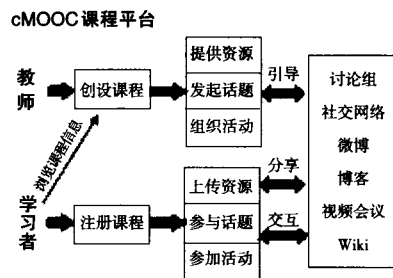 cMOOC课程平台
教师
创设课程
提供资源
发起话题
组织活动
引导
浏览课程信息
学习者
注册课程
上传资源
参与话题
参加活动
分享
交互
讨论组
社交网络
微博
博客
视频会议
Wiki